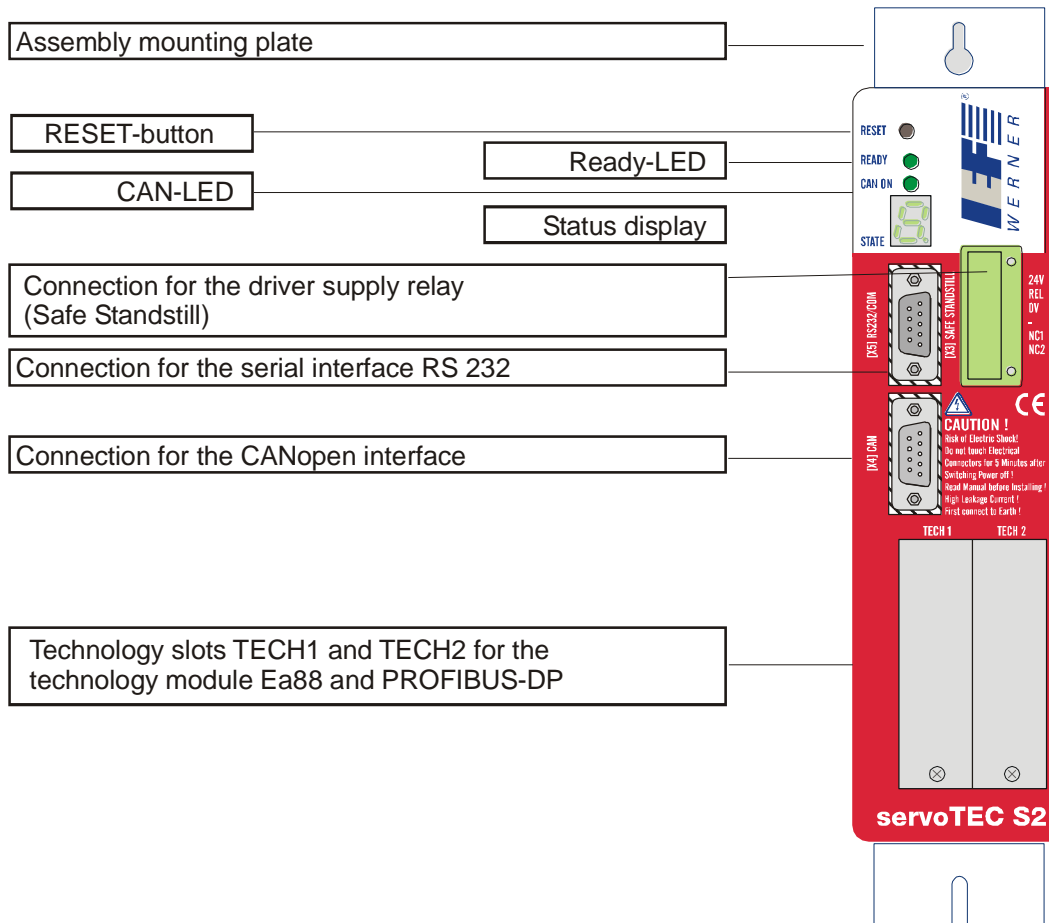 Assembly mounting plate
RESET-button
Ready-LED
CAN-LED
Status display
Connection for the driver supply relay
(Safe Standstill)
Connection for the serial interface RS 232
Connection for the CANopen interface
Technology slots TECH1 and TECH2 for the
technology module Ea88 and PROFIBUS-DP
RESET
READY
CAN ON
STATE
®
IEF
WERNER
[X5] RS232/COM
[X3] SAFE STANDSTILL
24V
REL
0V
-
NC1
NC2
[X4] CAN
CE
CAUTION !
Risk of Electric Shock!
Do not touch Electrical
Connectors for 5 Minutes after
Switching Power off !
Read Manual before Installing !
High Leakage Current !
First connect to Earth !
TECH 1
TECH 2
servoTEC S2